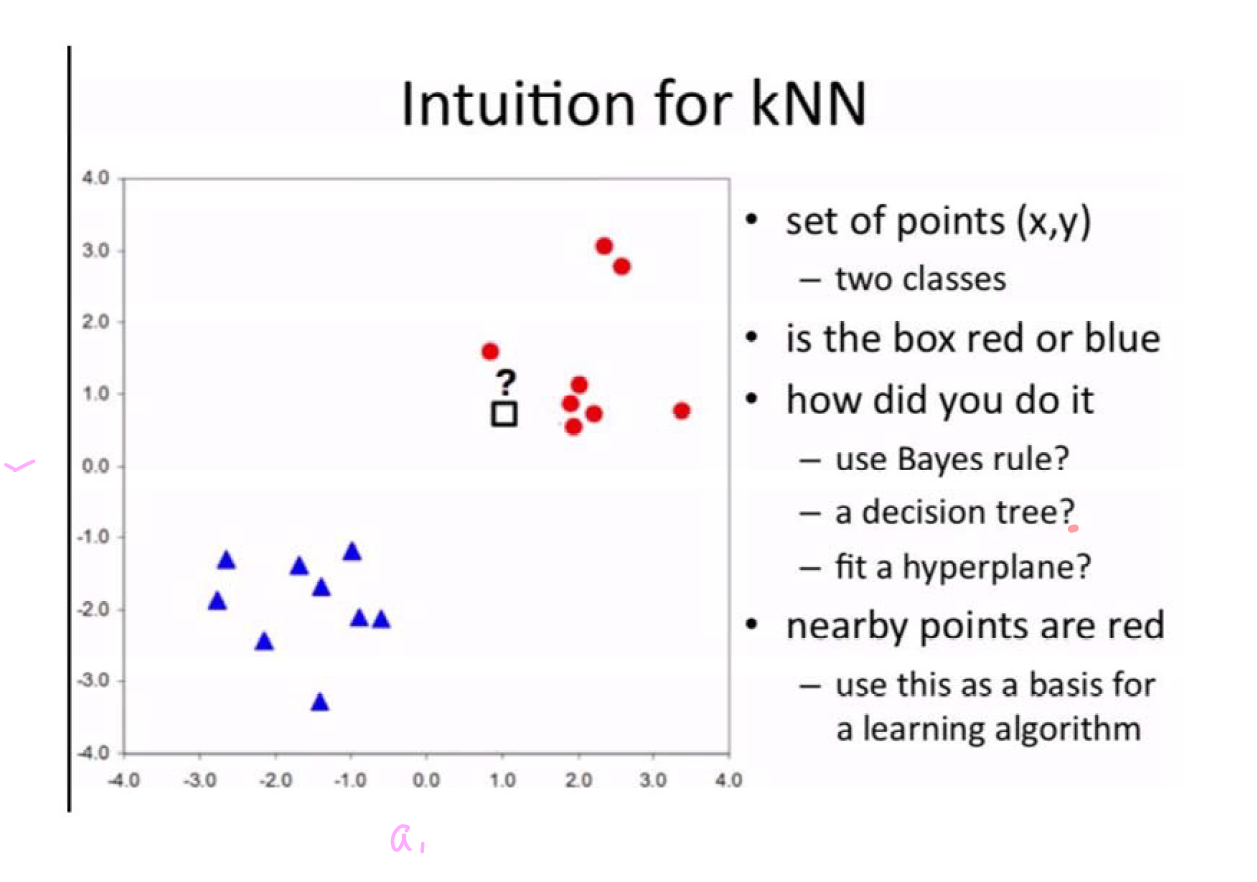 Intuition for kNN
4.0
3.0
2.0
1.0
0.0
-1.0
-2.0
-3.0
-4.0
-4.0 -3.0 -2.0 -1.0 0.0 1.0 2.0 3.0 4.0
?
• set of points (x,y)
– two classes
• is the box red or blue
• how did you do it
– use Bayes rule?
– a decision tree?
– fit a hyperplane?
• nearby points are red
– use this as a basis for
a learning algorithm
a₁